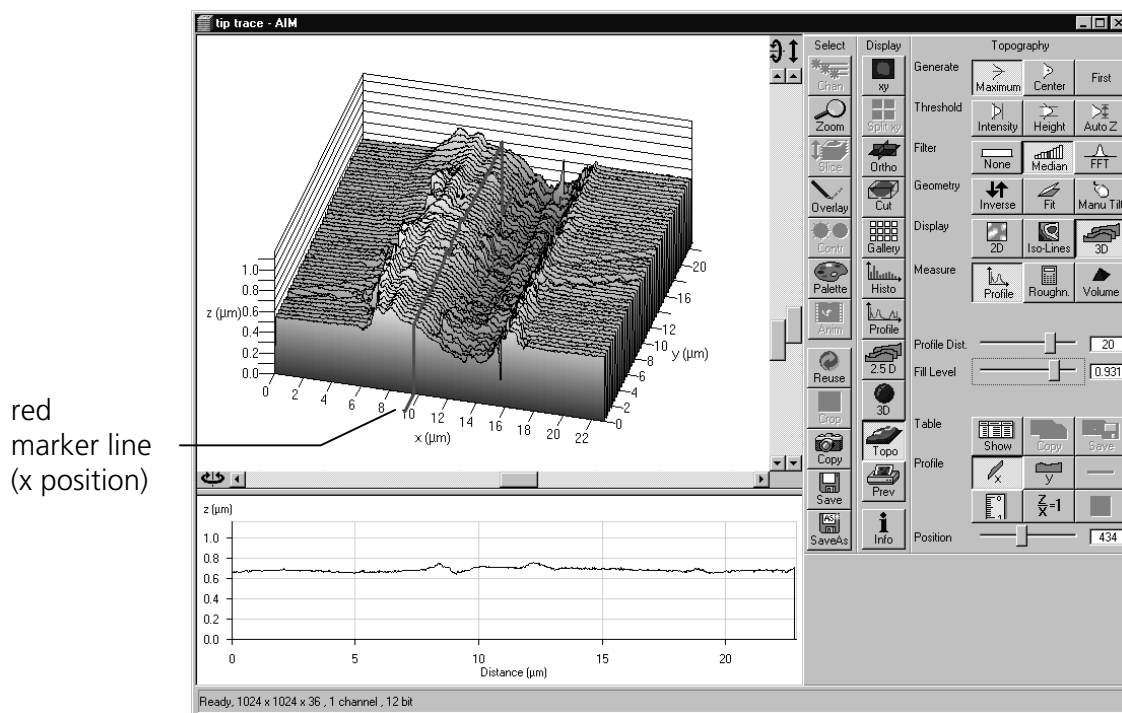 tip trace - AIM
Select
Display
Topography
Chan
Zoom
Slice
Overlay
Contr
Palette
Anim
Reuse
Crop
Copy
Save
SaveAs
AS
xy
Split xy
Ortho
Cut
Gallery
Histo
Profile
2.5 D
3D
Topo
Prev
i
Info
Generate
Maximum
Center
First
Threshold
Intensity
Height
Auto Z
Filter
None
Median
FFT
Geometry
Inverse
Fit
Manu Tilt
Display
2D
Iso-Lines
3D
Measure
Profile
Roughn.
Volume
Profile Dist.
20
Fill Level
0.931
Table
Show
Copy
Save
Profile
x
y
Z/X=1
Position
434
z (µm)
1.0
0.8
0.6
0.4
0.2
0.0
0 2 4 6 8 10 12 14 16 18 20 22
x (µm)
0
2
4
6
8
10
12
16
20
y (µm)
red
marker line
(x position)
z (µm)
1.0
0.8
0.6
0.4
0.2
0.0
0 5 10 15 20
Distance (µm)
Ready, 1024 x 1024 x 36 , 1 channel , 12 bit